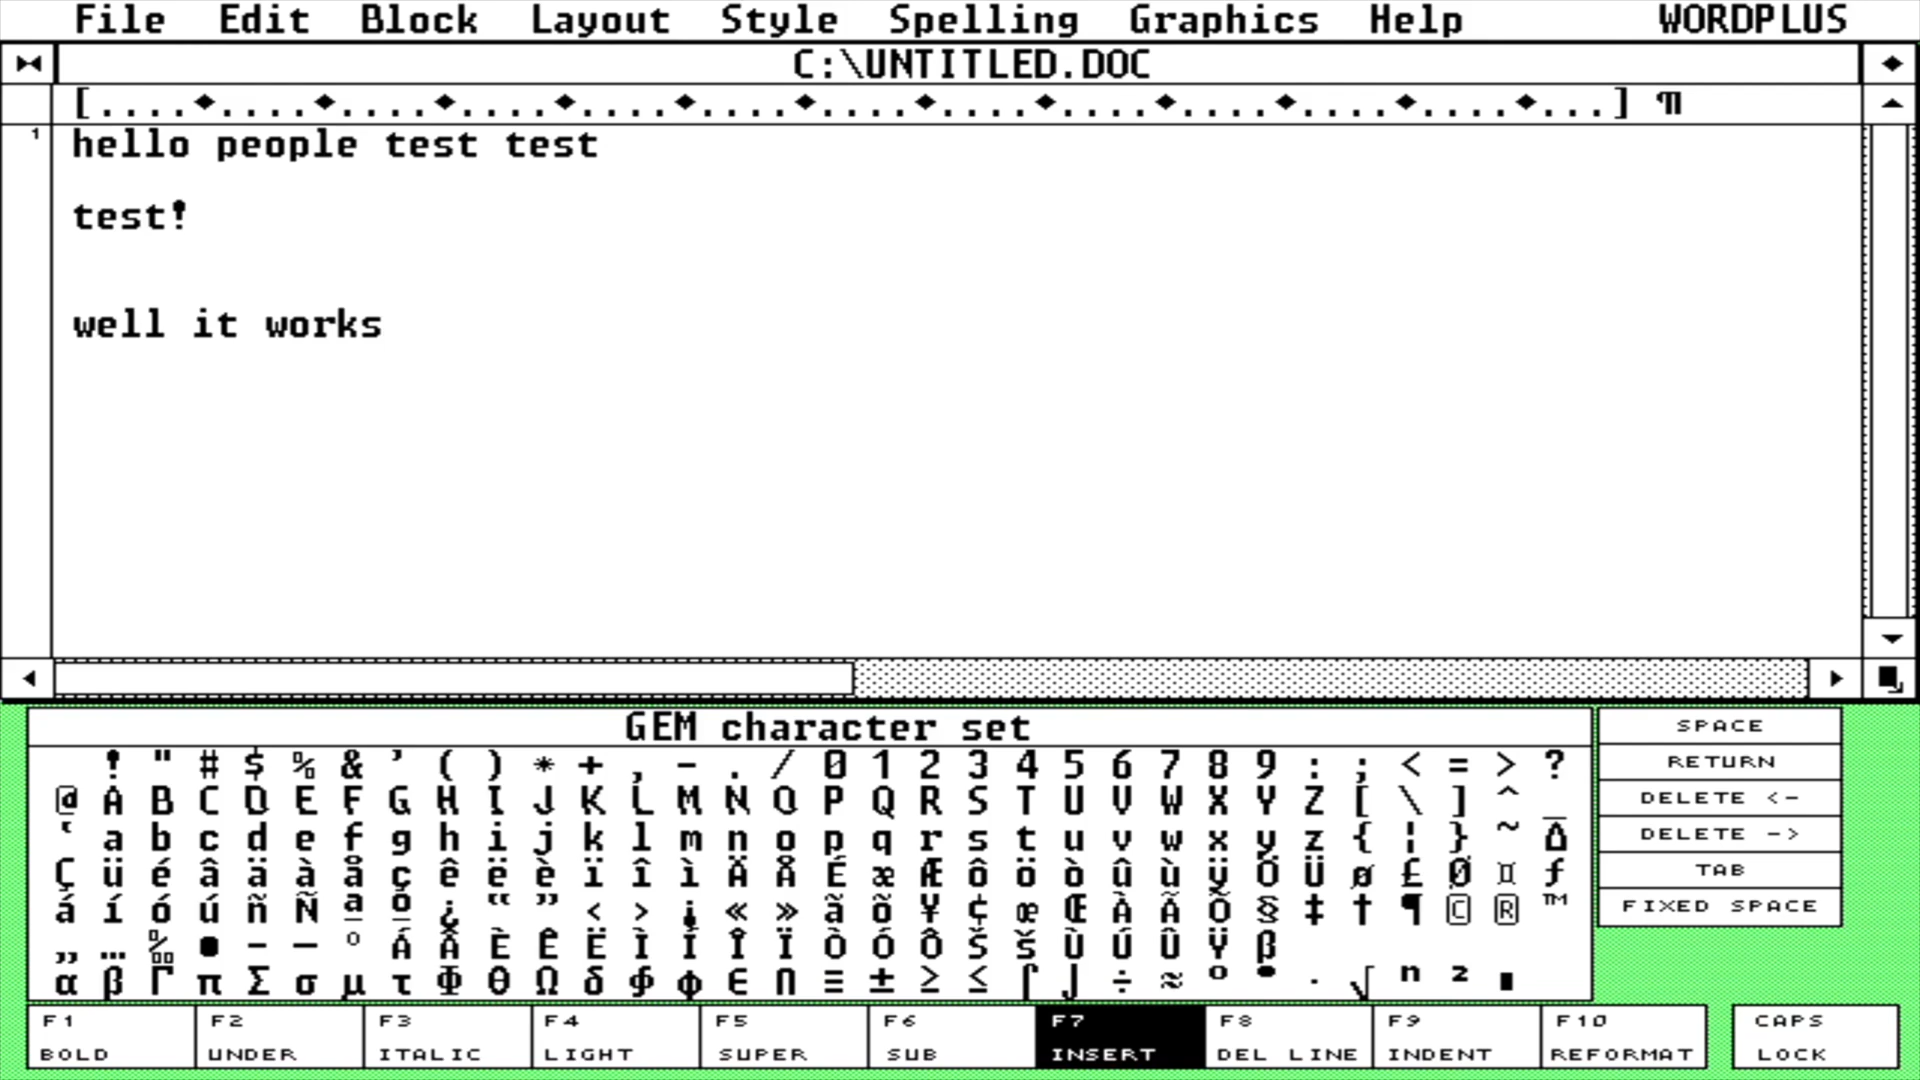 File Edit Block Layout Style Spelling Graphics Help WORDPLUS
C:\UNTITLED.DOC
[....◆....◆....◆....◆....◆....◆....◆....◆....◆....◆....◆....◆...] ¶
1
hello people test test
test!
well it works
GEM character set
! " # $ % & ’ ( ) * + , - . / 0 1 2 3 4 5 6 7 8 9 : ; < = > ?
@ A B C D E F G H I J K L M N O P Q R S T U V W X Y Z [ \ ] ^ _
‘ a b c d e f g h i j k l m n o p q r s t u v w x y z { ¦ } ~ Δ
Ç ü é â ä à å ç ê ë è ï î ì Ä Å É æ Æ ô ö ò û ù ÿ Ö Ü ø £ Ø ¤ ƒ
á í ó ú ñ Ñ ª º ¿ “ ” < > ¡ « » ã õ ¥ ¢ œ Œ À Ã Õ § ‡ † ¶ © ® ™
„ … ‰ • – — ° Á Â È Ê Ë Ì Í Î Ï Ò Ó Ô Š š Ù Ú Û Ÿ β
α β Γ π Σ σ µ τ Φ θ Ω δ ∮ ϕ ∈ ∩ ≡ ± ≥ ≤ ⌠ ⌡ ÷ ≈ ° • · √ ⁿ ² ▪
SPACE
RETURN
DELETE <-
DELETE ->
TAB
FIXED SPACE
F1 BOLD
F2 UNDER
F3 ITALIC
F4 LIGHT
F5 SUPER
F6 SUB
F7 INSERT
F8 DEL LINE
F9 INDENT
F10 REFORMAT
CAPS LOCK